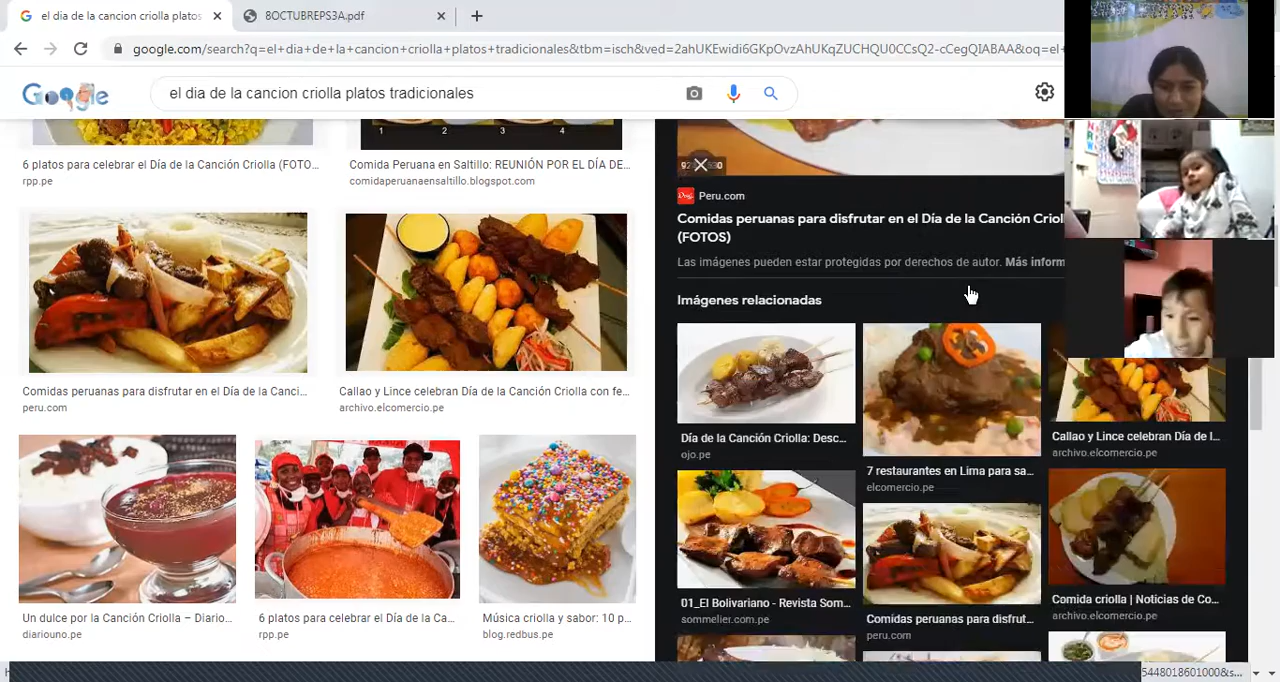 el dia de la cancion criolla platos
8OCTUBREPS3A.pdf
google.com/search?q=el+dia+de+la+cancion+criolla+platos+tradicionales&tbm=isch&ved=2ahUKEwidi6GKpOvzAhUKqZUCHQU0CCsQ2-cCegQIABAA&oq=el+
Google
el dia de la cancion criolla platos tradicionales
1 2 3 4
6 platos para celebrar el Día de la Canción Criolla (FOTO...
rpp.pe
Comida Peruana en Saltillo: REUNIÓN POR EL DÍA DE...
comidaperuanaensaltillo.blogspot.com
Peru.com
Comidas peruanas para disfrutar en el Día de la Canción Criol
(FOTOS)
Las imágenes pueden estar protegidas por derechos de autor. Más inform
Imágenes relacionadas
Comidas peruanas para disfrutar en el Día de la Canci...
peru.com
Callao y Lince celebran Día de la Canción Criolla con fe...
archivo.elcomercio.pe
Día de la Canción Criolla: Desc...
ojo.pe
7 restaurantes en Lima para sa...
elcomercio.pe
Callao y Lince celebran Día de l...
archivo.elcomercio.pe
Un dulce por la Canción Criolla – Diario...
diariouno.pe
6 platos para celebrar el Día de la Ca...
rpp.pe
Música criolla y sabor: 10 p...
blog.redbus.pe
01_El Bolivariano - Revista Som...
sommelier.com.pe
Comidas peruanas para disfrut...
peru.com
Comida criolla | Noticias de Co...
archivo.elcomercio.pe
5448018601000&s...